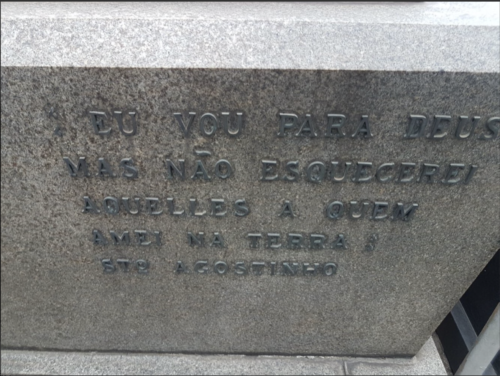 . EU VOU PARA DEUS
MAS NÃO ESQUECEREI
AQUELLES A QUEM
AMEI NA TERRA !
STO AGOSTINHO